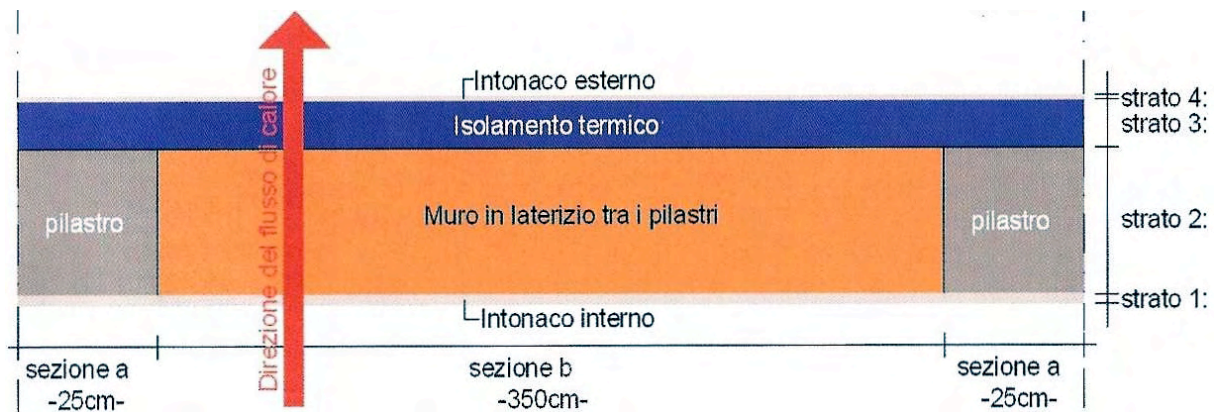 Intonaco esterno
strato 4:
Isolamento termico
strato 3:
Direzione del flusso di calore
pilastro
Muro in laterizio tra i pilastri
pilastro
strato 2:
strato 1:
Intonaco interno
sezione a
-25cm-
sezione b
-350cm-
sezione a
-25cm-